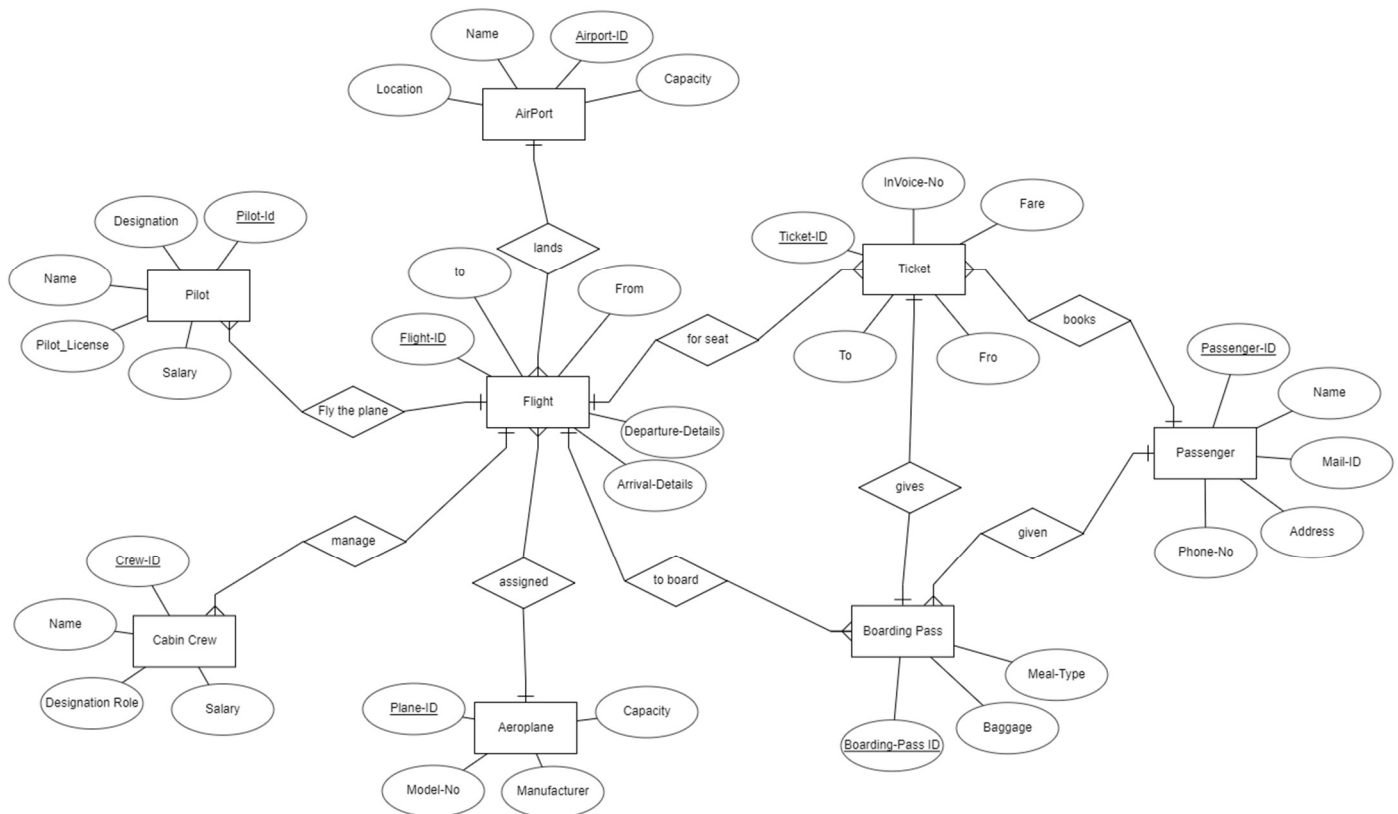 Name
Airport-ID
Location
Capacity
AirPort
InVoice-No
Designation
Pilot-Id
Fare
Ticket-ID
lands
Name
to
From
Ticket
Pilot
books
Flight-ID
for seat
Pilot_License
Salary
To
Fro
Passenger-ID
Fly the plane
Flight
Name
Departure-Details
Passenger
Mail-ID
Arrival-Details
gives
manage
given
Address
Phone-No
Crew-ID
assigned
to board
Name
Cabin Crew
Boarding Pass
Meal-Type
Designation Role
Salary
Plane-ID
Capacity
Aeroplane
Baggage
Boarding-Pass ID
Model-No
Manufacturer